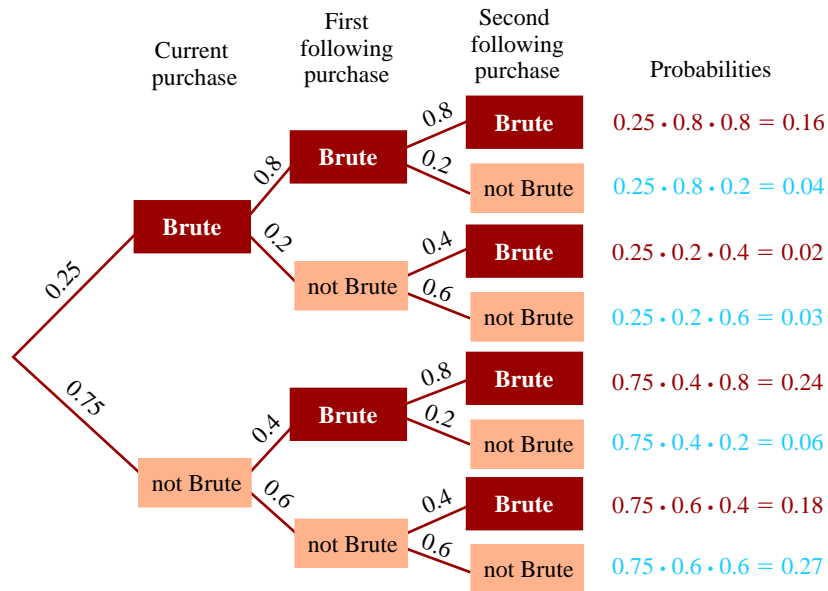 Current
purchase
First
following
purchase
Second
following
purchase
Probabilities
0.25
0.75
Brute
not Brute
0.8
0.2
0.4
0.6
Brute
not Brute
Brute
not Brute
0.8
Brute
0.25 · 0.8 · 0.8 = 0.16
0.2
not Brute
0.25 · 0.8 · 0.2 = 0.04
0.4
Brute
0.25 · 0.2 · 0.4 = 0.02
0.6
not Brute
0.25 · 0.2 · 0.6 = 0.03
0.8
Brute
0.75 · 0.4 · 0.8 = 0.24
0.2
not Brute
0.75 · 0.4 · 0.2 = 0.06
0.4
Brute
0.75 · 0.6 · 0.4 = 0.18
0.6
not Brute
0.75 · 0.6 · 0.6 = 0.27